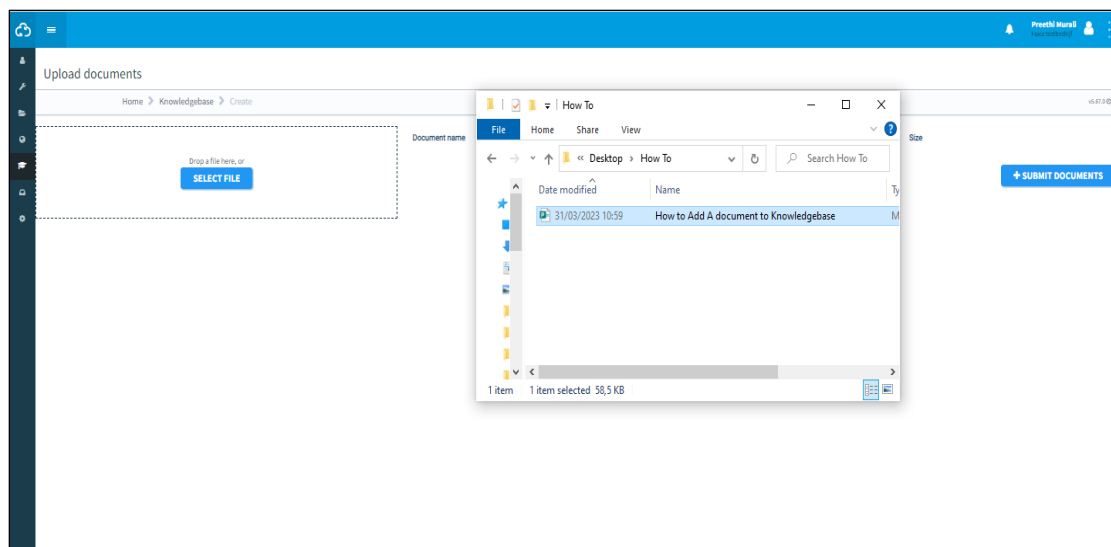 Preethi Murali
Upload documents
Home > Knowledgebase > Create
How To
File Home Share View
« Desktop > How To
Search How To
Document name
Size
Drop a file here, or
SELECT FILE
+ SUBMIT DOCUMENTS
Date modified Name Ty
31/03/2023 10:59 How to Add A document to Knowledgebase M
1 item 1 item selected 58,5 KB